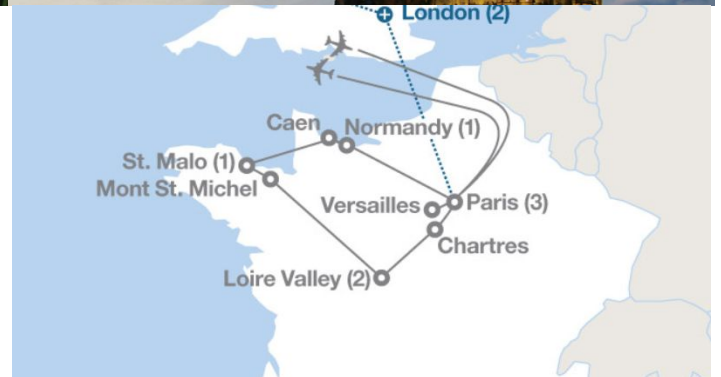 London (2)
Caen
Normandy (1)
St. Malo (1)
Mont St. Michel
Versailles
Paris (3)
Chartres
Loire Valley (2)